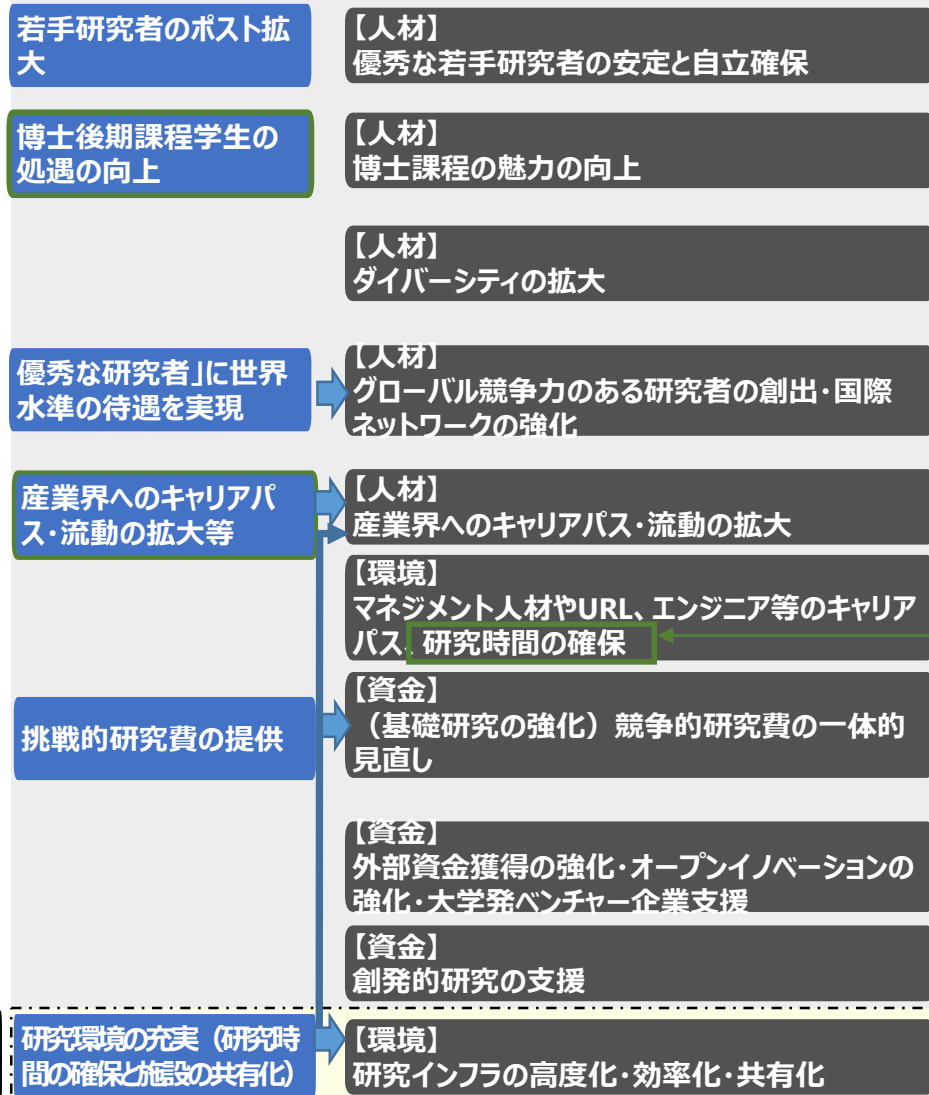 若手研究者のポスト拡
大
【人材】
優秀な若手研究者の安定と自立確保
博士後期課程学生の
処遇の向上
【人材】
博士課程の魅力の向上
【人材】
ダイバーシティの拡大
優秀な研究者」に世界
水準の待遇を実現
【人材】
グローバル競争力のある研究者の創出・国際
ネットワークの強化
産業界へのキャリアパ
ス・流動の拡大等
【人材】
産業界へのキャリアパス・流動の拡大
【環境】
マネジメント人材やURL、エンジニア等のキャリア
パス、研究時間の確保
挑戦的研究費の提供
【資金】
（基礎研究の強化）競争的研究費の一体的
見直し
【資金】
外部資金獲得の強化・オープンイノベーションの
強化・大学発ベンチャー企業支援
【資金】
創発的研究の支援
研究環境の充実（研究時
間の確保と施設の共有化）
【環境】
研究インフラの高度化・効率化・共有化